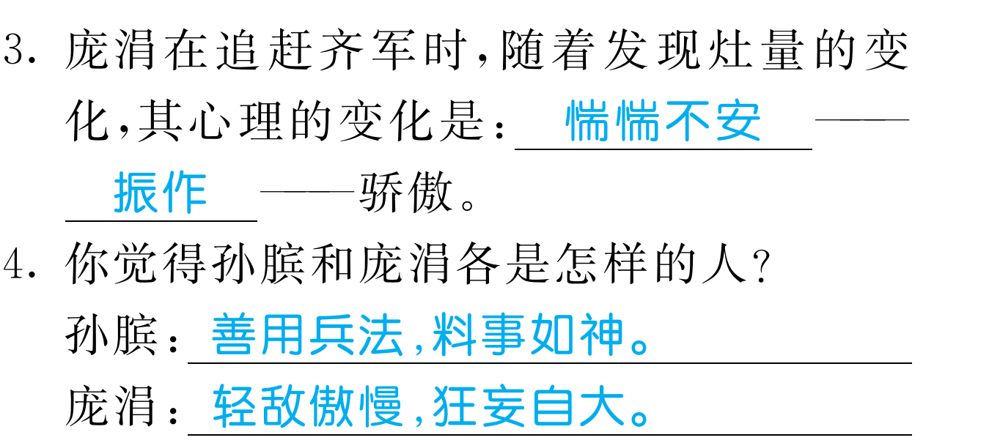 3. 庞涓在追赶齐军时,随着发现灶量的变
化,其心理的变化是: 惴惴不安 ——
振作 ——骄傲。
4. 你觉得孙膑和庞涓各是怎样的人?
孙膑: 善用兵法,料事如神。
庞涓: 轻敌傲慢,狂妄自大。